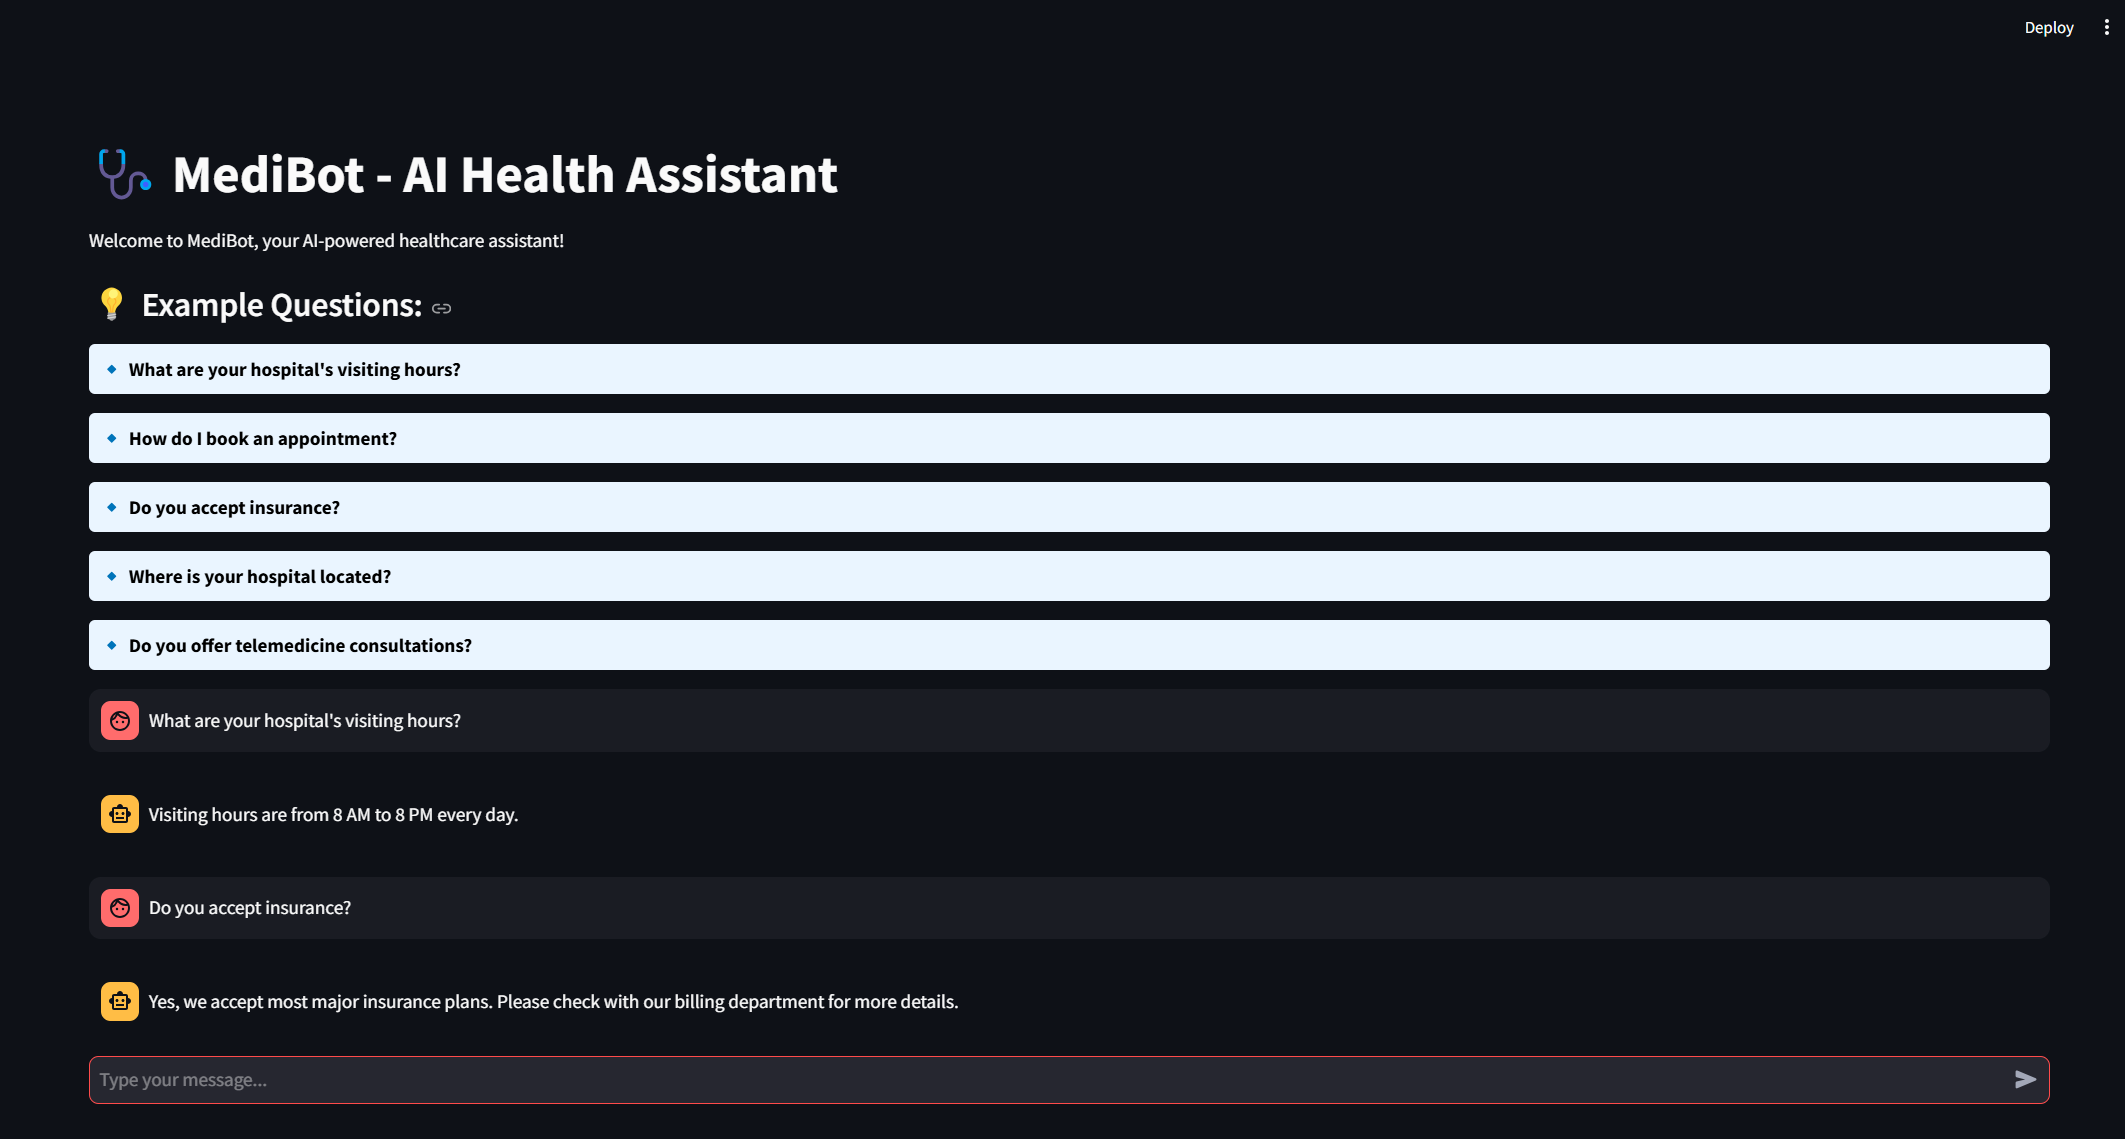 Deploy
MediBot - AI Health Assistant
Welcome to MediBot, your AI-powered healthcare assistant!
Example Questions:
What are your hospital's visiting hours?
How do I book an appointment?
Do you accept insurance?
Where is your hospital located?
Do you offer telemedicine consultations?
What are your hospital's visiting hours?
Visiting hours are from 8 AM to 8 PM every day.
Do you accept insurance?
Yes, we accept most major insurance plans. Please check with our billing department for more details.
Type your message...